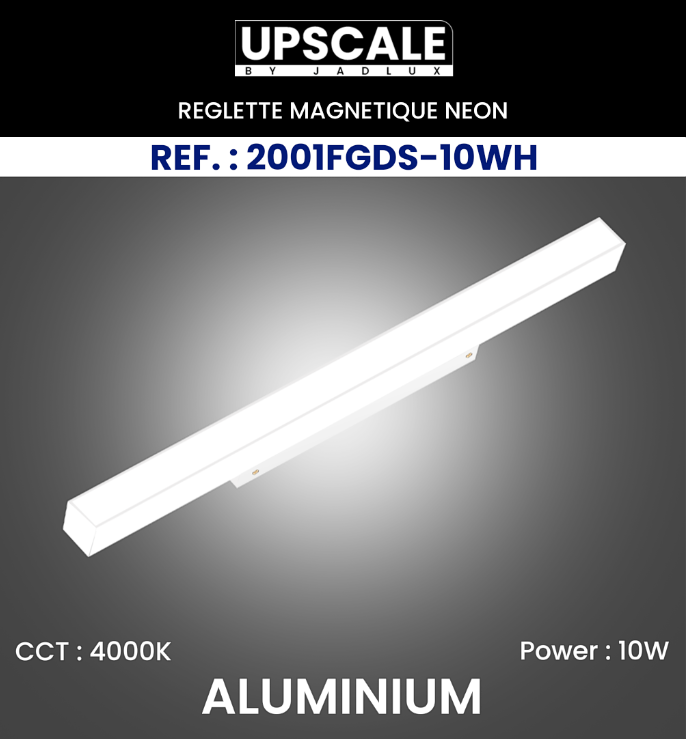 UPSCALE
BY JADLUX
REGLETTE MAGNETIQUE NEON
REF. : 2001FGDS-10WH
CCT : 4000K
Power : 10W
ALUMINIUM